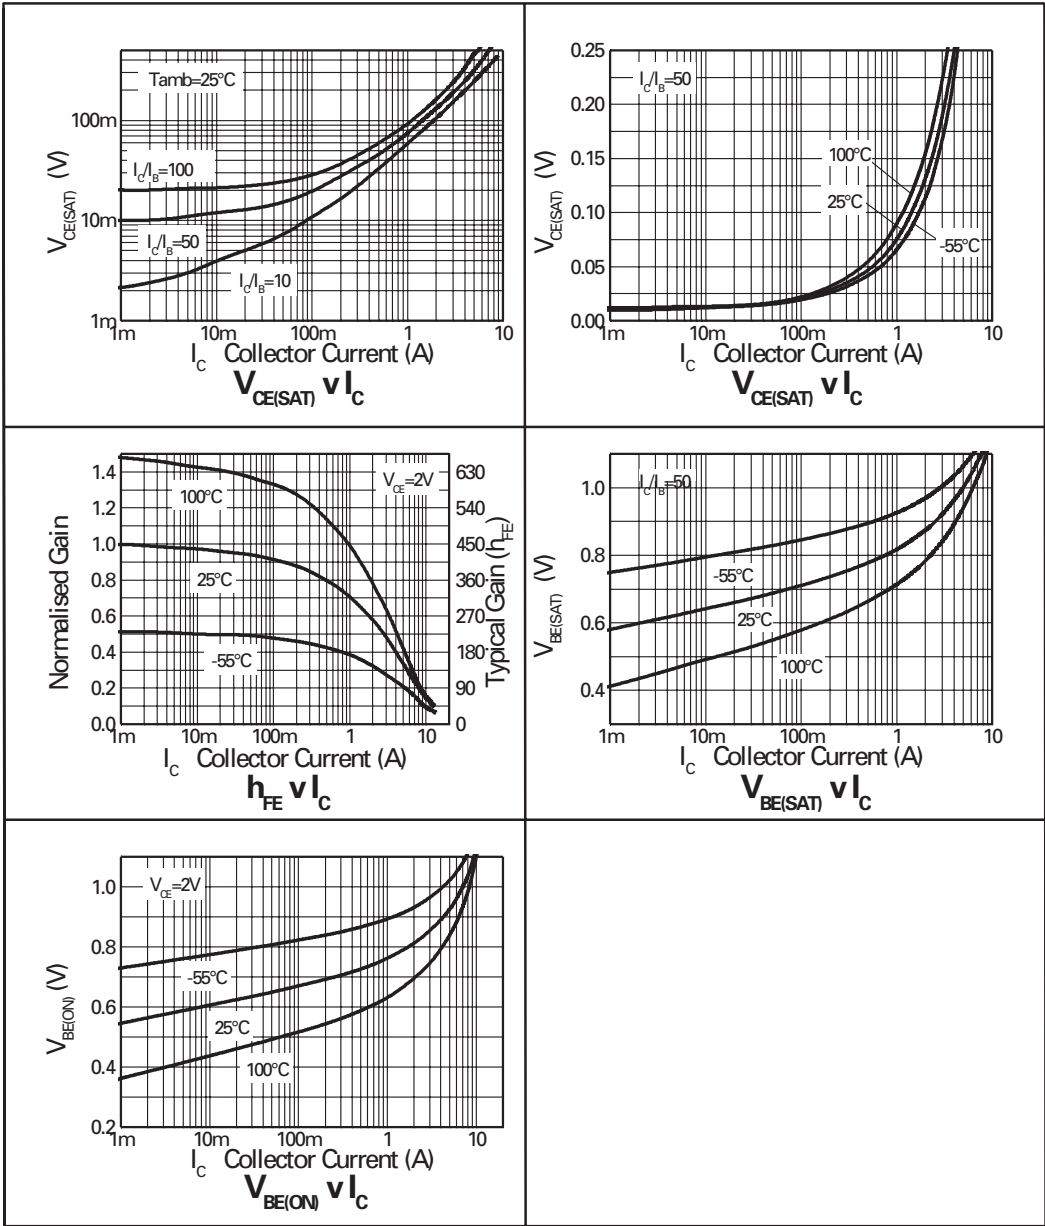 Tamb=25°C
100m
I_C/I_B=100
10m
I_C/I_B=50
I_C/I_B=10
1m
V_CE(SAT) (V)
1m 10m 100m 1 10
I_C Collector Current (A)
V_CE(SAT) v I_C
0.25
I_C/I_B=50
0.20
0.15
100°C
0.10
25°C
-55°C
0.05
0.00
V_CE(SAT) (V)
1m 10m 100m 1 10
I_C Collector Current (A)
V_CE(SAT) v I_C
1.4
1.2
1.0
0.8
0.6
0.4
0.2
0.0
Normalised Gain
V_CE=2V
100°C
25°C
-55°C
630
540
450
360
270
180
90
0
Typical Gain (h_FE)
1m 10m 100m 1 10
I_C Collector Current (A)
h_FE v I_C
I_C/I_B=50
1.0
0.8
-55°C
0.6
25°C
100°C
0.4
V_BE(SAT) (V)
1m 10m 100m 1 10
I_C Collector Current (A)
V_BE(SAT) v I_C
V_CE=2V
1.0
0.8
-55°C
0.6
25°C
100°C
0.4
0.2
V_BE(ON) (V)
1m 10m 100m 1 10
I_C Collector Current (A)
V_BE(ON) v I_C